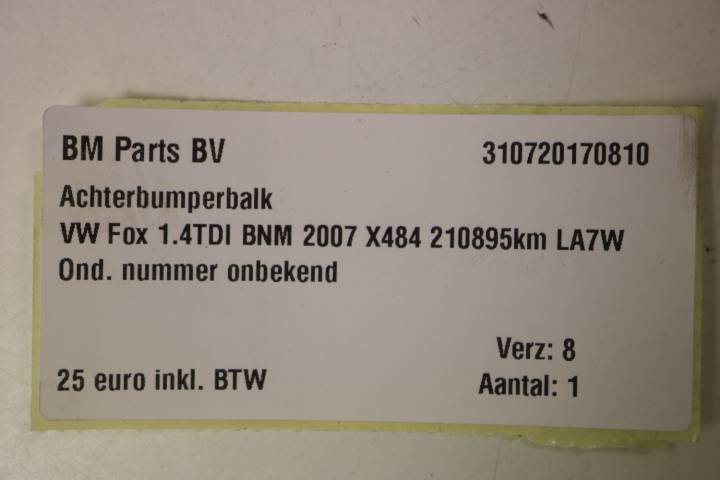 BM Parts BV 310720170810
Achterbumperbalk
VW Fox 1.4TDI BNM 2007 X484 210895km LA7W
Ond. nummer onbekend
Verz: 8
25 euro inkl. BTW Aantal: 1